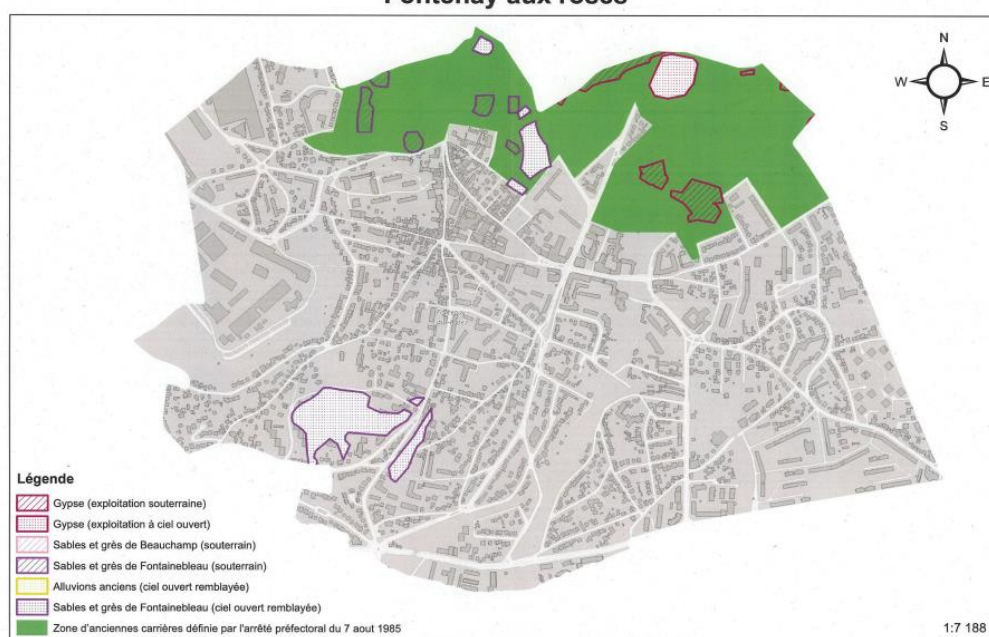 Fontenay aux roses
N
W E
S
Légende
Gypse (exploitation souterraine)
Gypse (exploitation à ciel ouvert)
Sables et grès de Beauchamp (souterrain)
Sables et grès de Fontainebleau (souterrain)
Alluvions anciens (ciel ouvert remblayée)
Sables et grès de Fontainebleau (ciel ouvert remblayée)
Zone d'anciennes carrières définie par l'arrêté préfectoral du 7 aout 1985
1:7 188